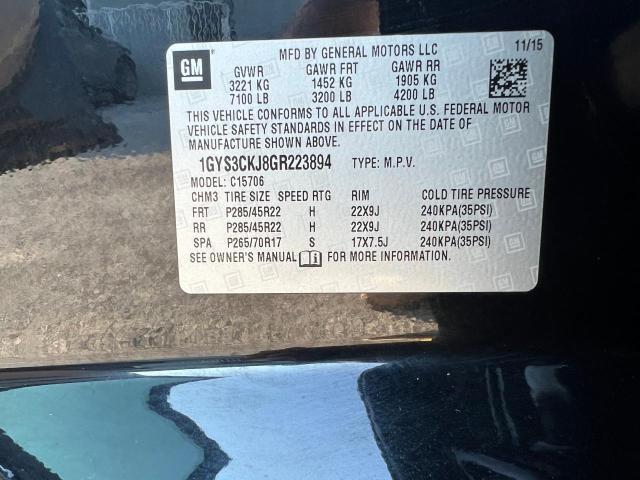 GM MFD BY GENERAL MOTORS LLC 11/15
GVWR GAWR FRT GAWR RR
3221 KG 1452 KG 1905 KG
7100 LB 3200 LB 4200 LB
THIS VEHICLE CONFORMS TO ALL APPLICABLE U.S. FEDERAL MOTOR
VEHICLE SAFETY STANDARDS IN EFFECT ON THE DATE OF
MANUFACTURE SHOWN ABOVE.
1GYS3CKJ8GR223894 TYPE: M.P.V.
MODEL: C15706
CHM3 TIRE SIZE SPEED RTG RIM COLD TIRE PRESSURE
FRT P285/45R22 H 22X9J 240KPA(35PSI)
RR P285/45R22 H 22X9J 240KPA(35PSI)
SPA P265/70R17 S 17X7.5J 240KPA(35PSI)
SEE OWNER'S MANUAL FOR MORE INFORMATION.